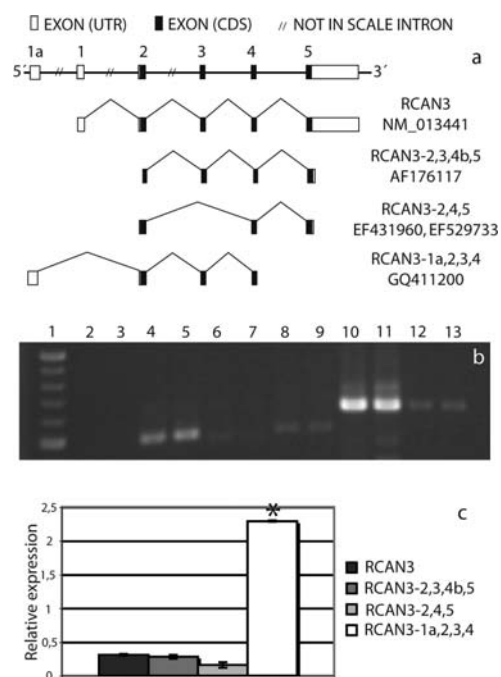 EXON (UTR) EXON (CDS) // NOT IN SCALE INTRON
1a 1 2 3 4 5 a
5´ // // // 3´
RCAN3
NM_013441
RCAN3-2,3,4b,5
AF176117
RCAN3-2,4,5
EF431960, EF529733
RCAN3-1a,2,3,4
GQ411200
1 2 3 4 5 6 7 8 9 10 11 12 13
b
c
2,5
*
2
1,5
1
0,5
0
Relative expression
RCAN3
RCAN3-2,3,4b,5
RCAN3-2,4,5
RCAN3-1a,2,3,4